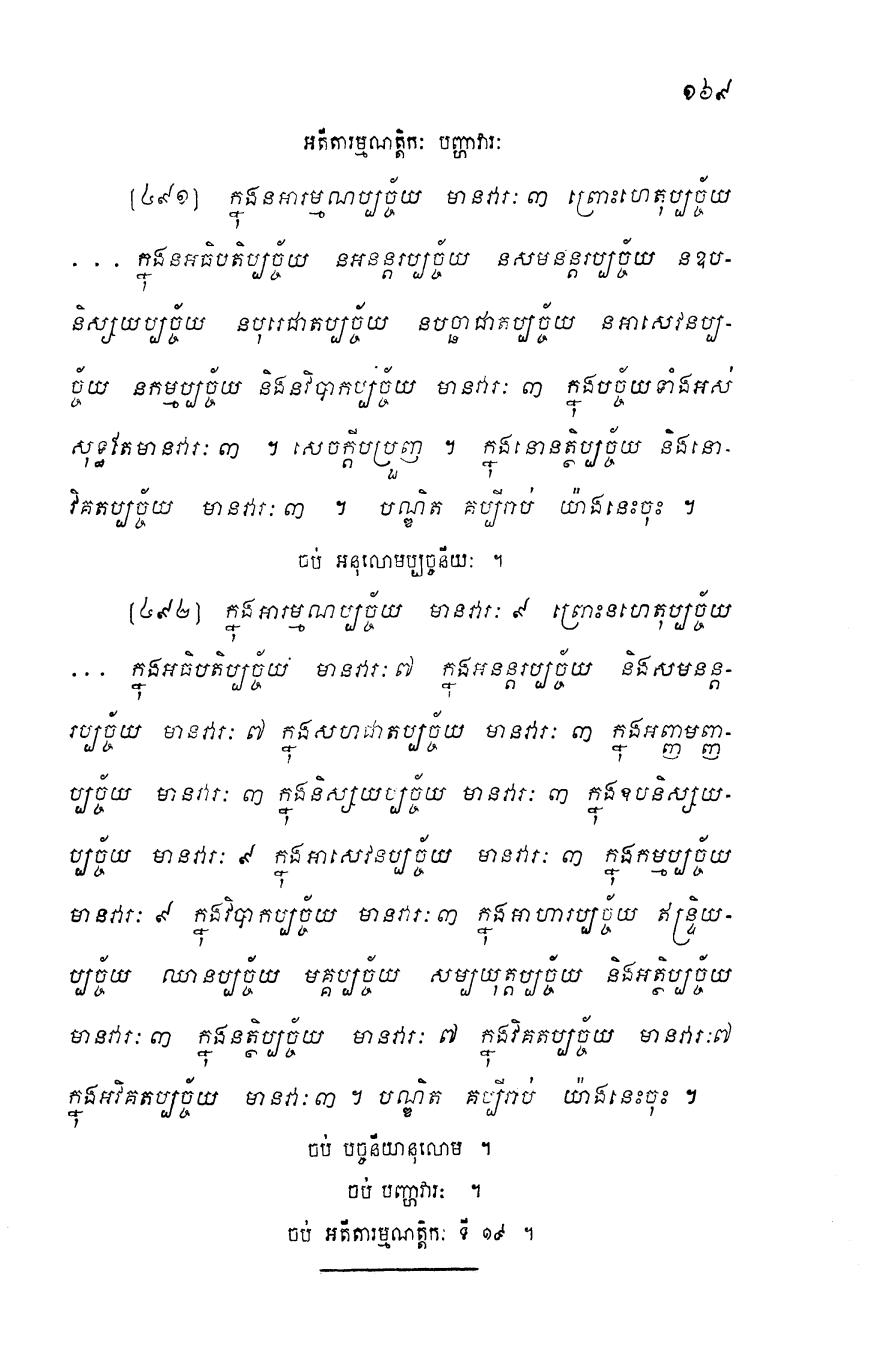 ១៦៩
អតីតារម្មណត្តិកៈ បញ្ហាវារៈ
[៤៩១] ក្នុងនអារម្មណប្បច្ច័យ មានវារៈ ៣ ព្រោះហេតុប្បច្ច័យ
... ក្នុងនអធិបតិប្បច្ច័យ នអនន្តរប្បច្ច័យ នសមនន្តរប្បច្ច័យ នឧប-
និស្សយប្បច្ច័យ នបុរេជាតប្បច្ច័យ នបច្ឆាជាតប្បច្ច័យ នអាសេវនប្ប-
ច្ច័យ នកម្មប្បច្ច័យ និងនវិបាកប្បច្ច័យ មានវារៈ ៣ ក្នុងបច្ច័យទាំងអស់
សុទ្ធតែមានវារៈ ៣ ។ សេចក្តីបប្រួញ ។ ក្នុងនោនត្ថិប្បច្ច័យ និងនោ-
វិគតប្បច្ច័យ មានវារៈ ៣ ។ បណ្ឌិត គប្បីរាប់ យ៉ាងនេះចុះ ។
ចប់ អនុលោមប្បច្ចនីយៈ ។
[៤៩២] ក្នុងអារម្មណប្បច្ច័យ មានវារៈ ៩ ព្រោះនហេតុប្បច្ច័យ
... ក្នុងអធិបតិប្បច្ច័យ មានវារៈ ៧ ក្នុងអនន្តរប្បច្ច័យ និងសមនន្ត-
រប្បច្ច័យ មានវារៈ ៧ ក្នុងសហជាតប្បច្ច័យ មានវារៈ ៣ ក្នុងអញ្ញមញ្ញ-
ប្បច្ច័យ មានវារៈ ៣ ក្នុងនិស្សយប្បច្ច័យ មានវារៈ ៣ ក្នុងឧបនិស្សយ-
ប្បច្ច័យ មានវារៈ ៩ ក្នុងអាសេវនប្បច្ច័យ មានវារៈ ៣ ក្នុងកម្មប្បច្ច័យ
មានវារៈ ៩ ក្នុងវិបាកប្បច្ច័យ មានវារៈ ៣ ក្នុងអាហារប្បច្ច័យ ឥន្ទ្រិយ-
ប្បច្ច័យ ឈានប្បច្ច័យ មគ្គប្បច្ច័យ សម្បយុត្តប្បច្ច័យ និងអត្ថិប្បច្ច័យ
មានវារៈ ៣ ក្នុងនត្ថិប្បច្ច័យ មានវារៈ ៧ ក្នុងវិគតប្បច្ច័យ មានវារៈ ៧
ក្នុងអវិគតប្បច្ច័យ មានវារៈ ៣ ។ បណ្ឌិត គប្បីរាប់ យ៉ាងនេះចុះ ។
ចប់ បច្ចនីយានុលោម ។
ចប់ បញ្ហាវារៈ ។
ចប់ អតីតារម្មណត្តិកៈ ទី ១៩ ។